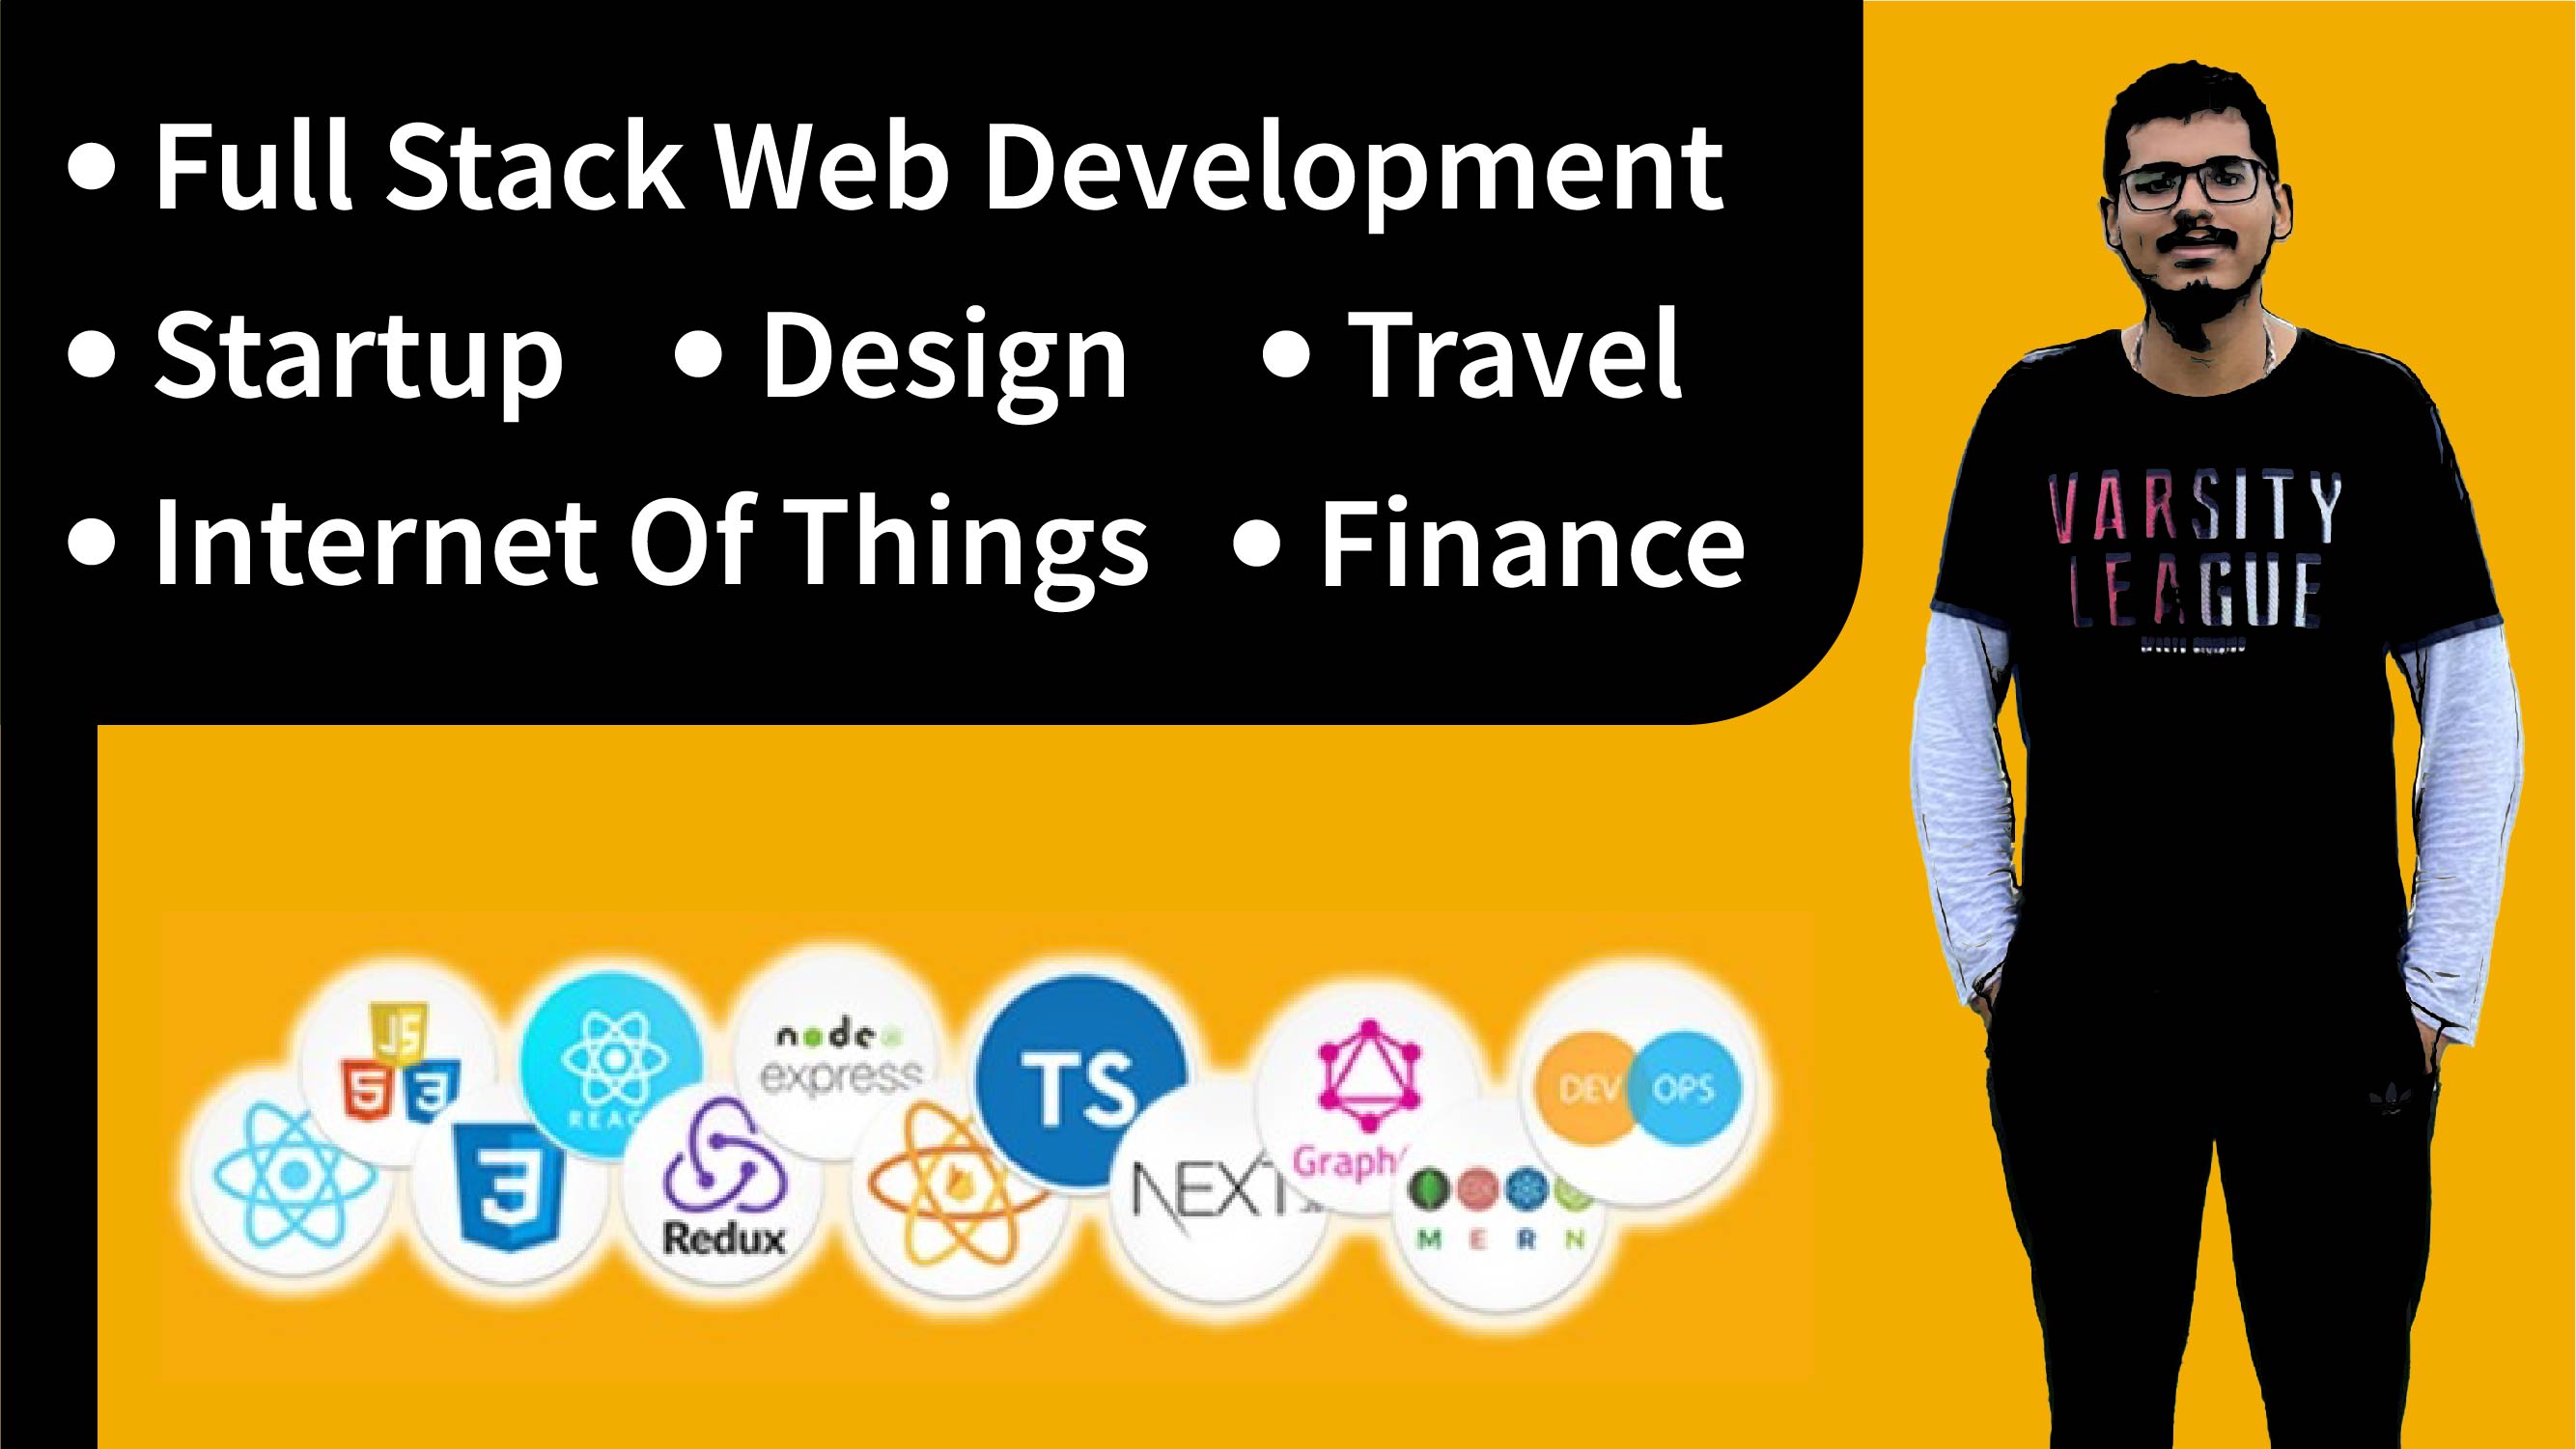 • Full Stack Web Development
• Startup • Design • Travel
• Internet Of Things • Finance
VARSITY
LEAGUE
JS
5 3
REAC
node
express
TS
DEV OPS
3
Redux
NEXT
Graph
M E R N